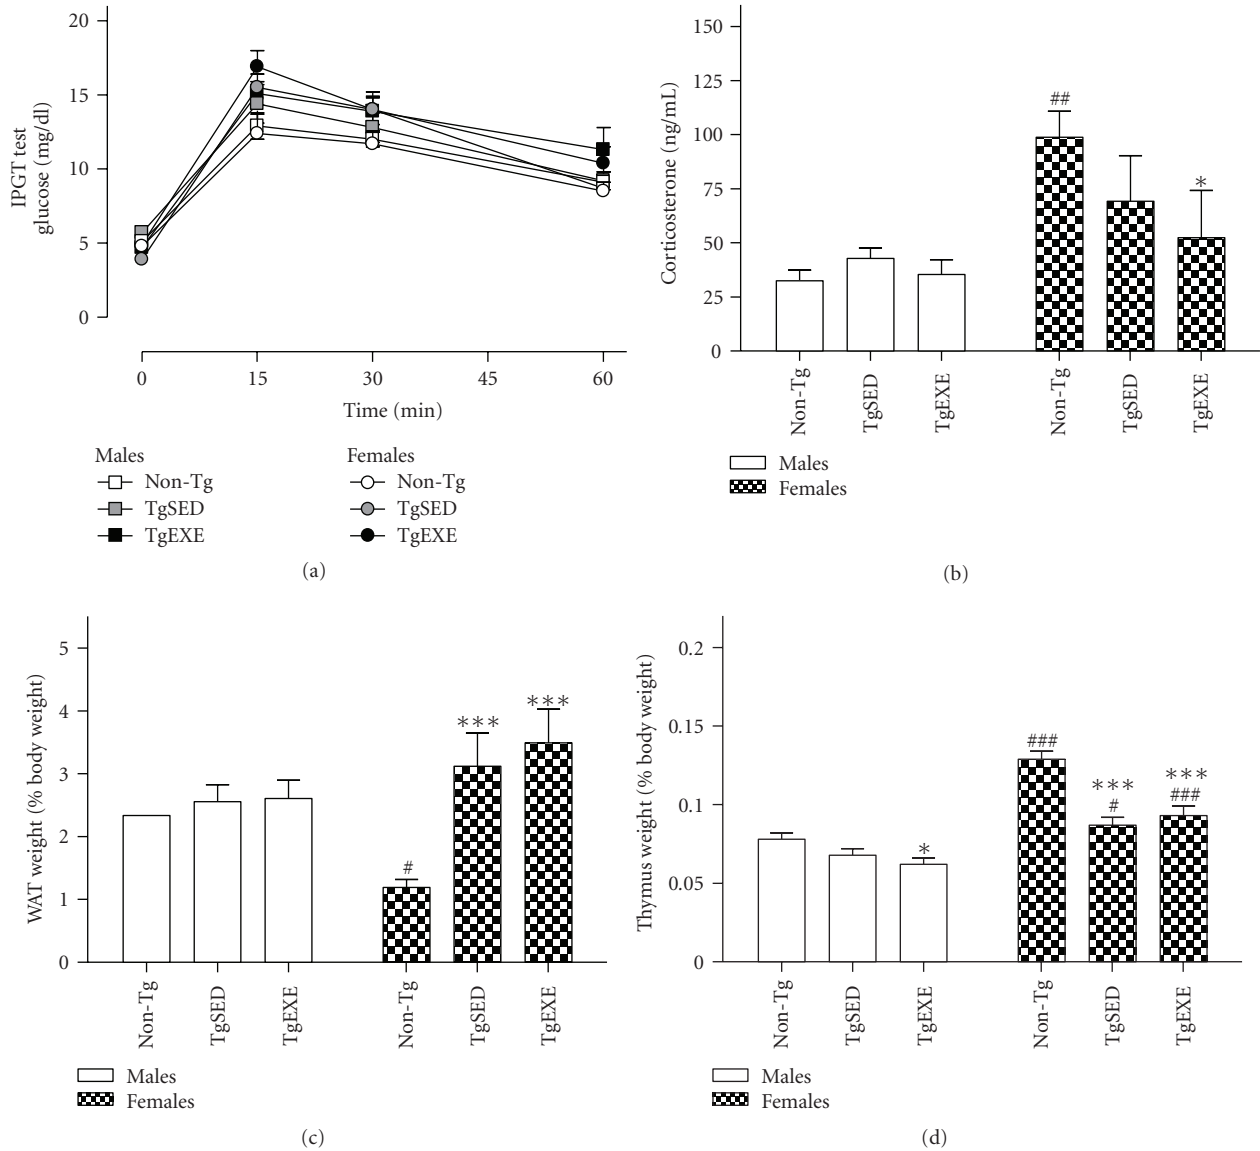 20
15
10
5
0
IPGT test
glucose (mg/dl)
0 15 30 45 60
Time (min)
Males Females
Non-Tg Non-Tg
TgSED TgSED
TgEXE TgEXE
(a)
150
125
100
75
50
25
0
Corticosterone (ng/mL)
##
*
Non-Tg TgSED TgEXE Non-Tg TgSED TgEXE
Males
Females
(b)
5
4
3
2
1
0
WAT weight (% body weight)
***
***
#
Non-Tg TgSED TgEXE Non-Tg TgSED TgEXE
Males
Females
(c)
0.2
0.15
0.1
0.05
0
Thymus weight (% body weight)
###
*** ***
# ###
*
Non-Tg TgSED TgEXE Non-Tg TgSED TgEXE
Males
Females
(d)